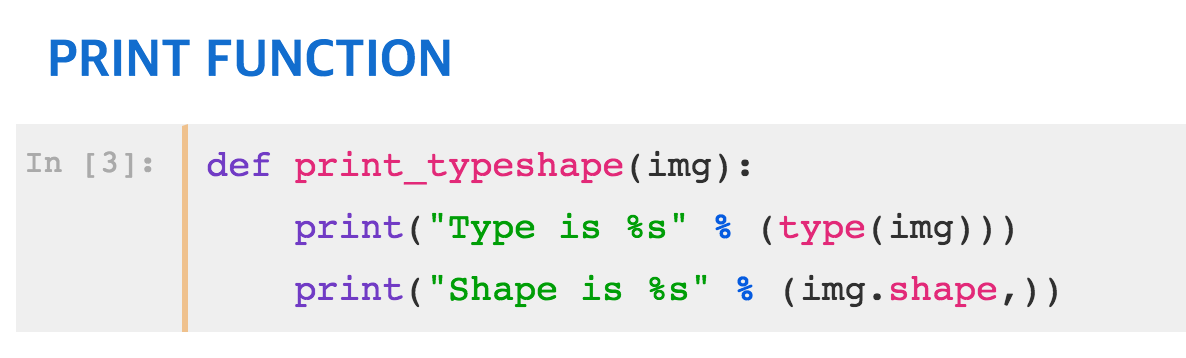 PRINT FUNCTION
In [3]: def print_typeshape(img):
print("Type is %s" % (type(img)))
print("Shape is %s" % (img.shape,))